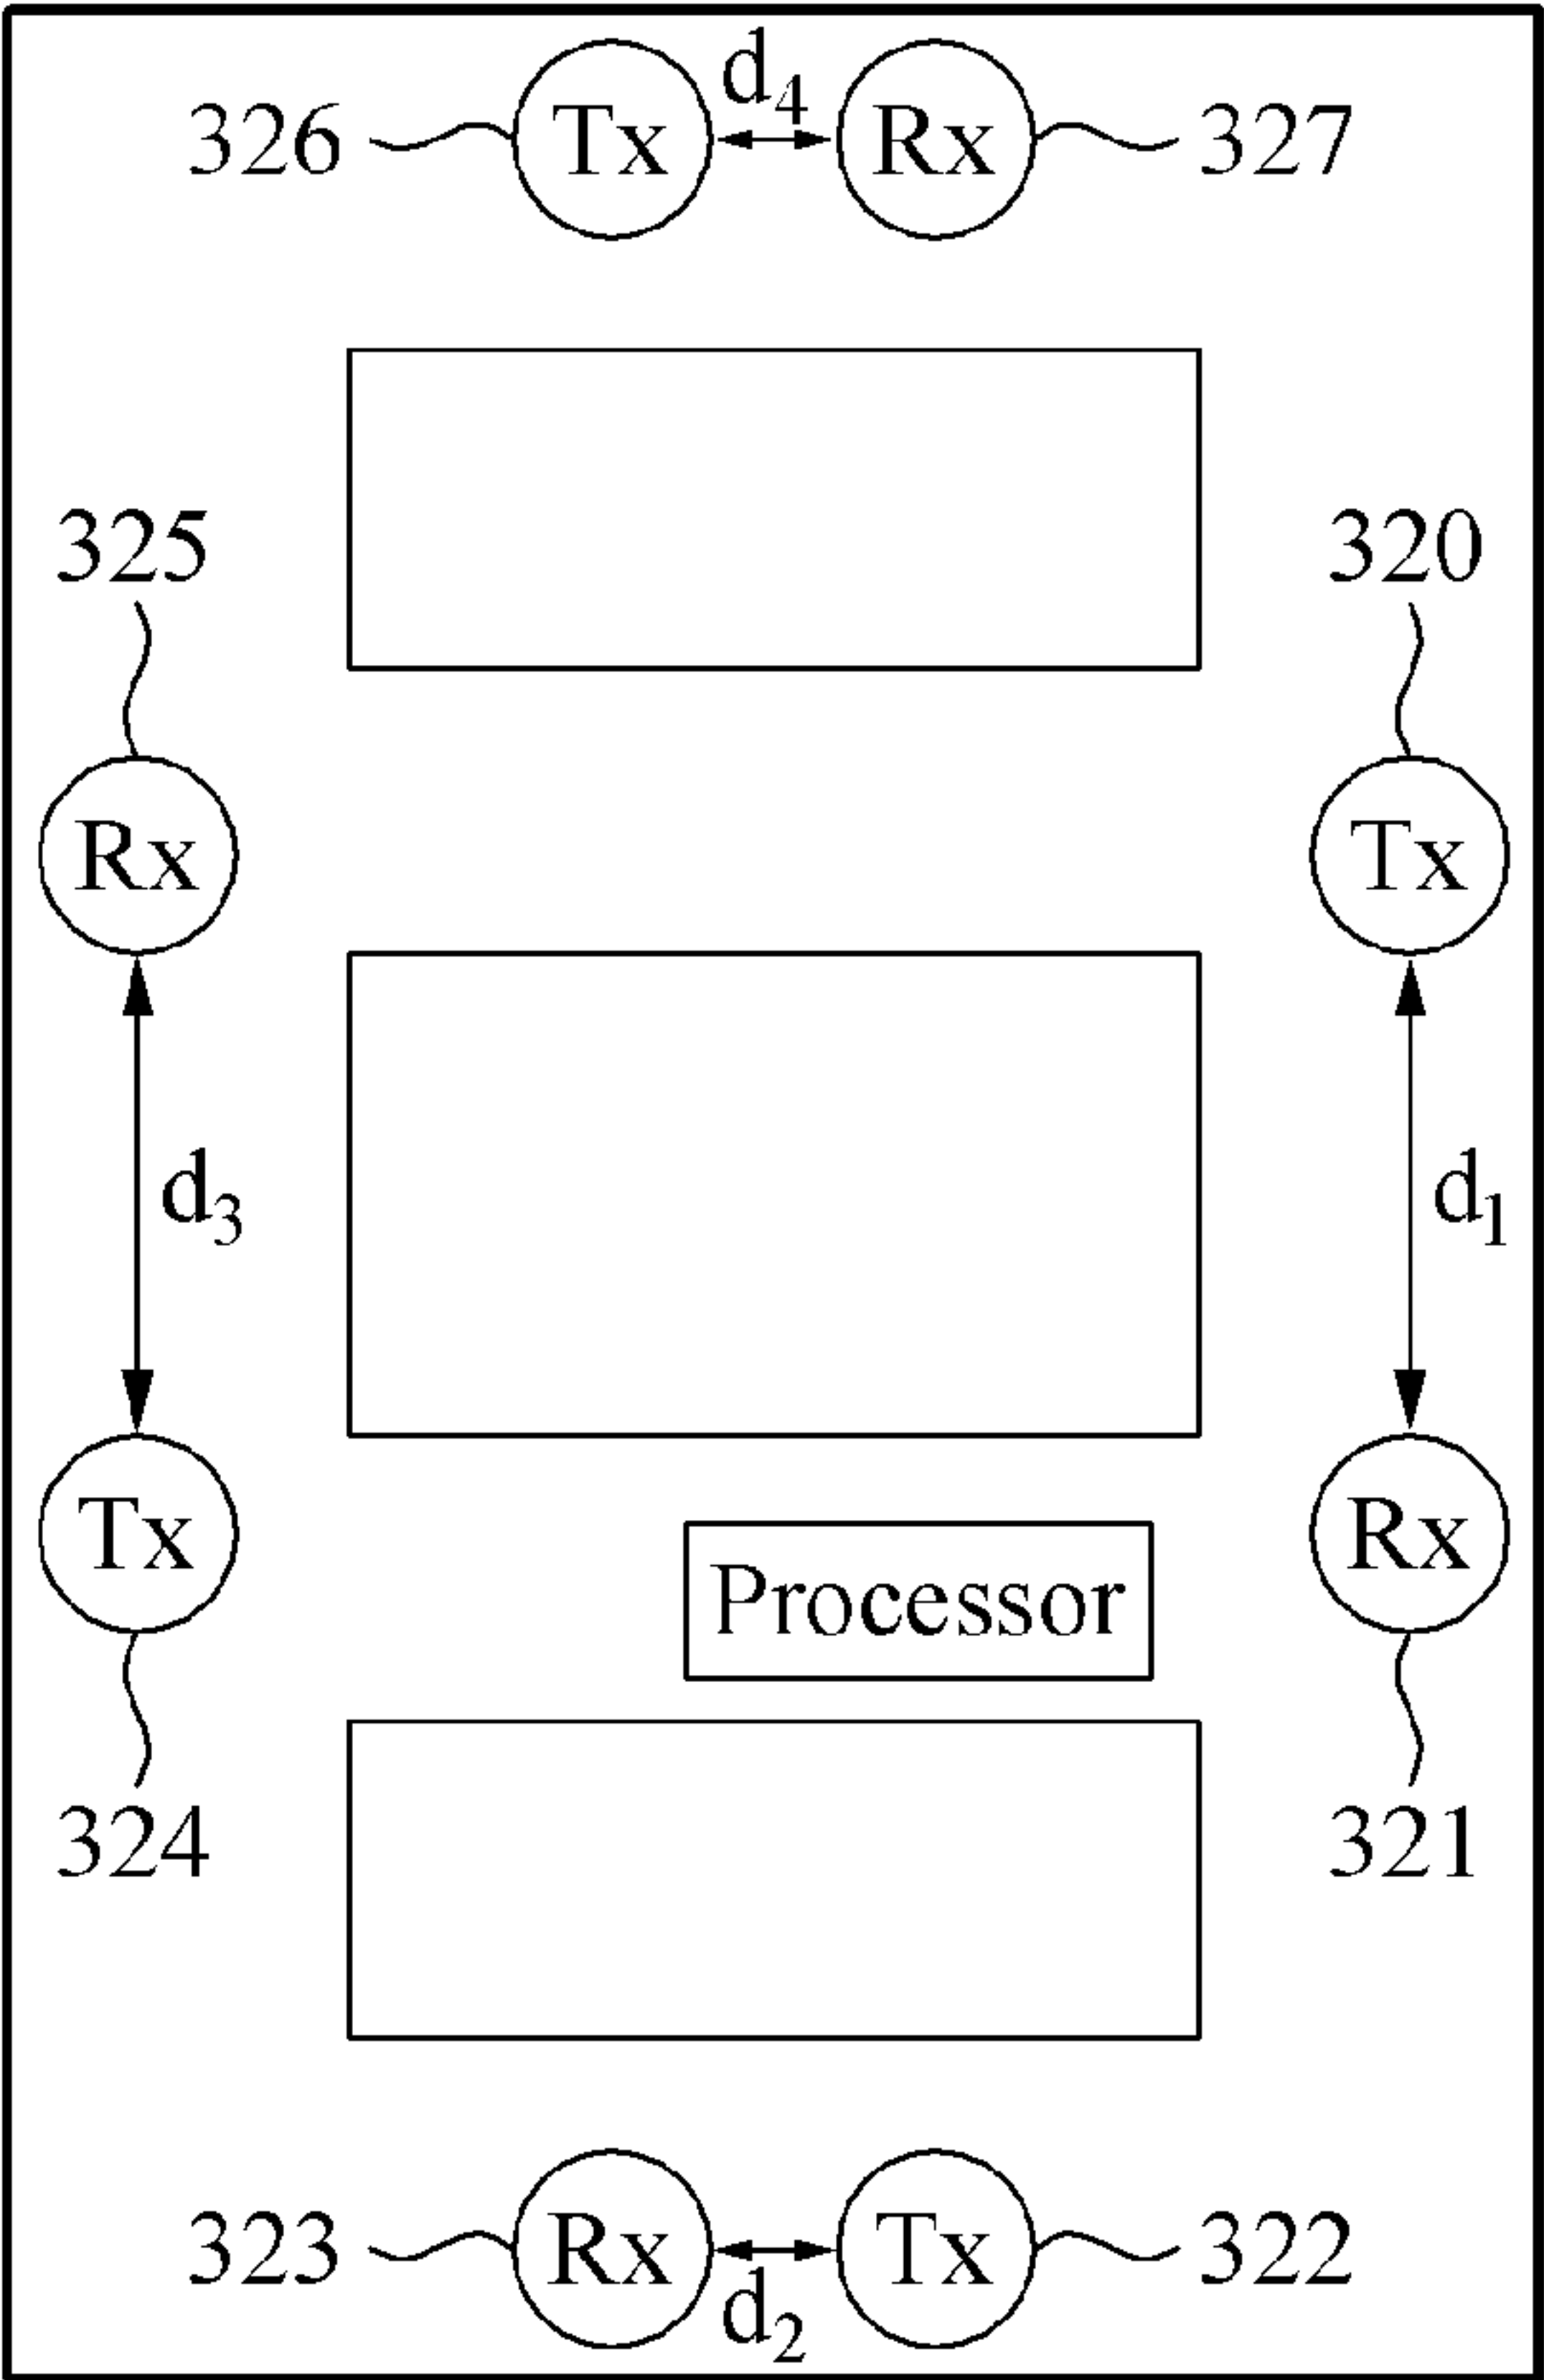 d4
326 Tx Rx 327
325 320
Rx Tx
d3 d1
Tx Rx
Processor
324 321
323 Rx Tx 322
d2